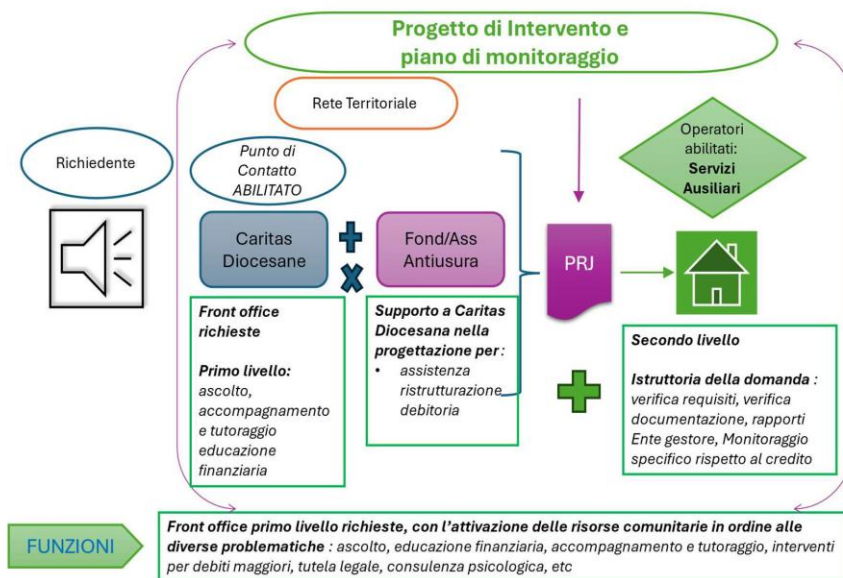 Progetto di Intervento e
piano di monitoraggio
Rete Territoriale
Richiedente
Punto di
Contatto
ABILITATO
Operatori
abilitati:
Servizi
Ausiliari
Caritas
Diocesane
Fond/Ass
Antiusura
PRJ
Front office
richieste
Primo livello:
ascolto,
accompagnamento
e tutoraggio
educazione
finanziaria
Supporto a Caritas
Diocesana nella
progettazione per :
• assistenza
ristrutturazione
debitoria
Secondo livello
Istruttoria della domanda :
verifica requisiti, verifica
documentazione, rapporti
Ente gestore, Monitoraggio
specifico rispetto al credito
FUNZIONI
Front office primo livello richieste, con l'attivazione delle risorse comunitarie in ordine alle
diverse problematiche : ascolto, educazione finanziaria, accompagnamento e tutoraggio, interventi
per debiti maggiori, tutela legale, consulenza psicologica, etc